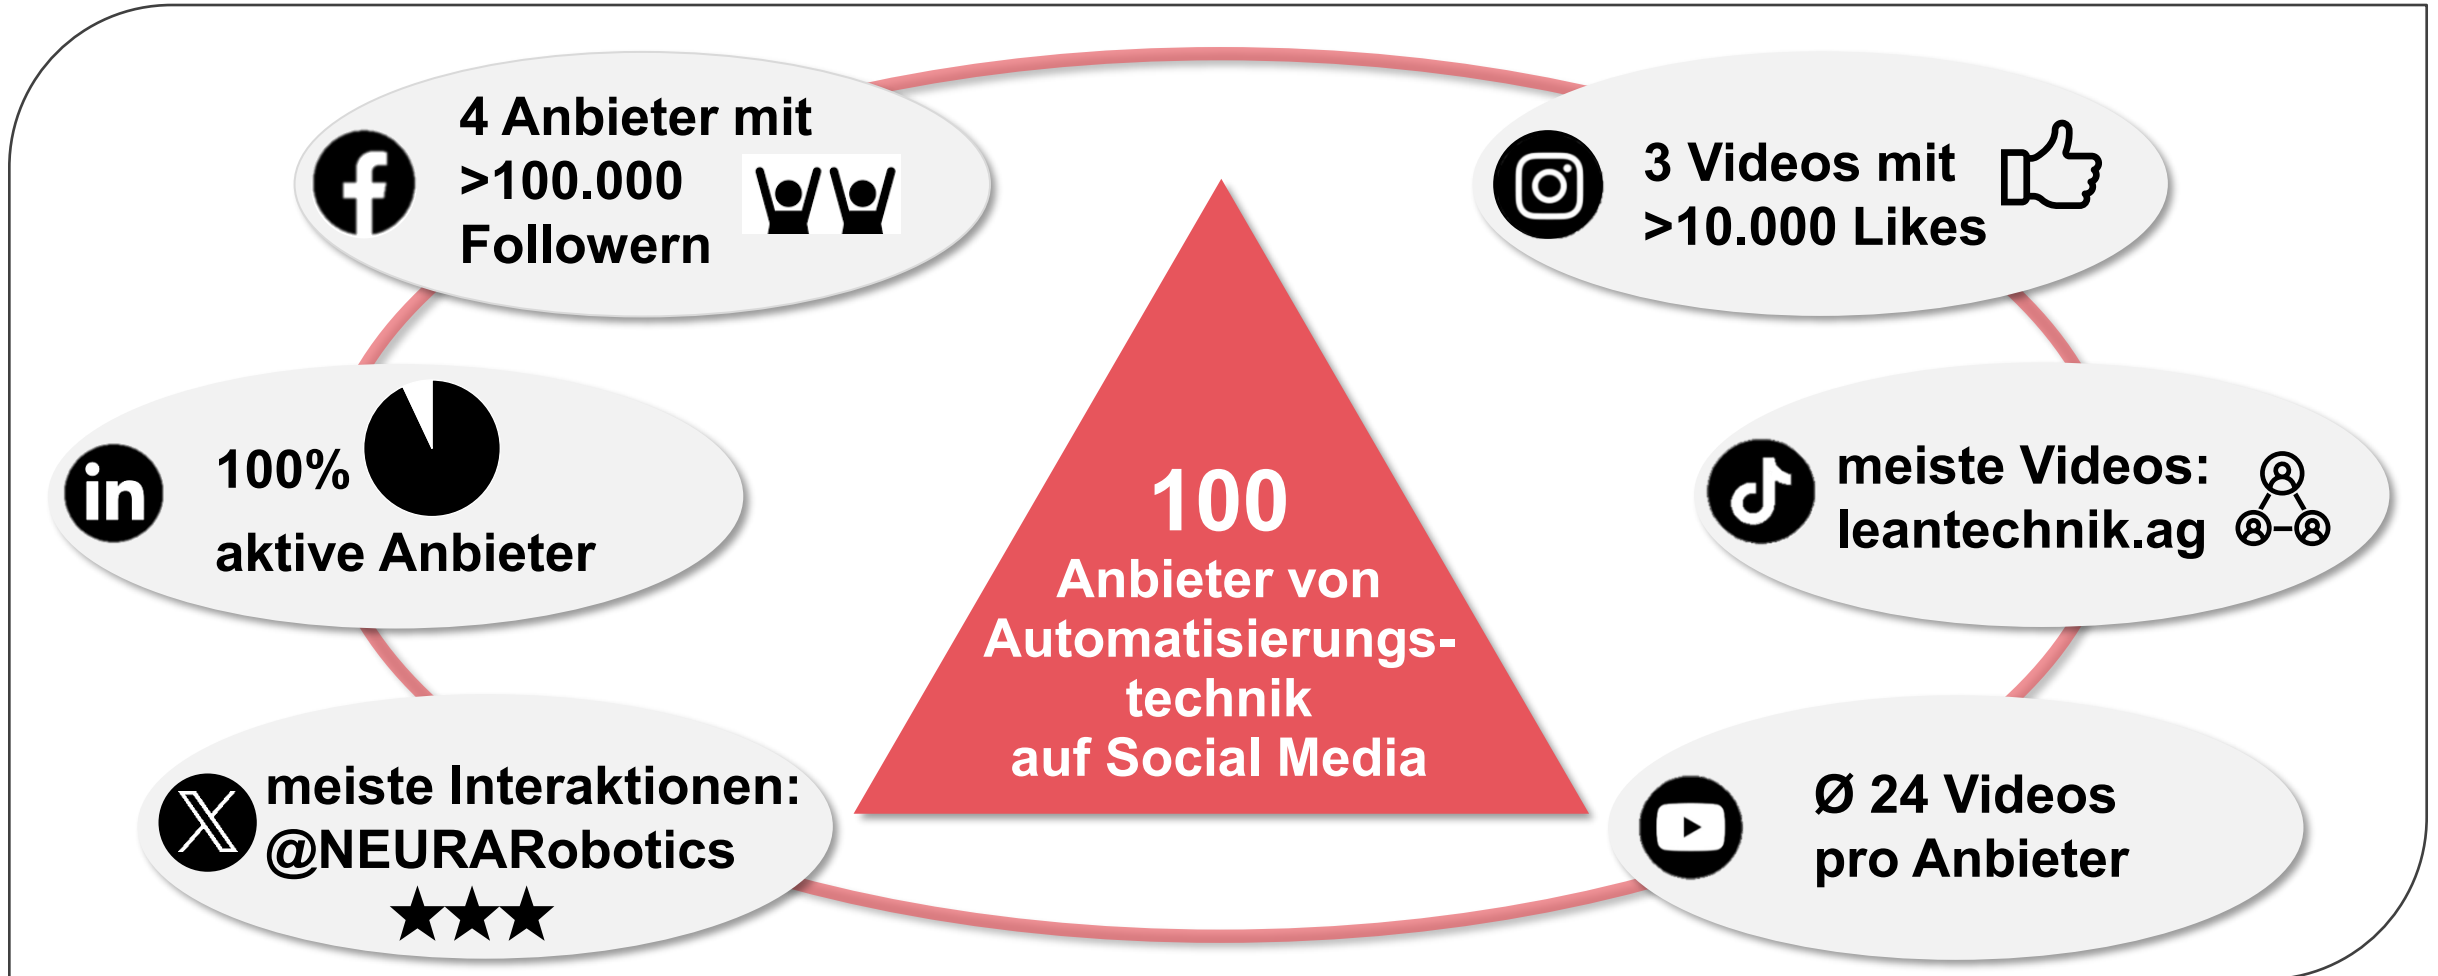 4 Anbieter mit
>100.000
Followern
3 Videos mit
>10.000 Likes
100%
aktive Anbieter
meiste Videos:
leantechnik.ag
100
Anbieter von
Automatisierungs-
technik
auf Social Media
meiste Interaktionen:
@NEURARobotics
Ø 24 Videos
pro Anbieter